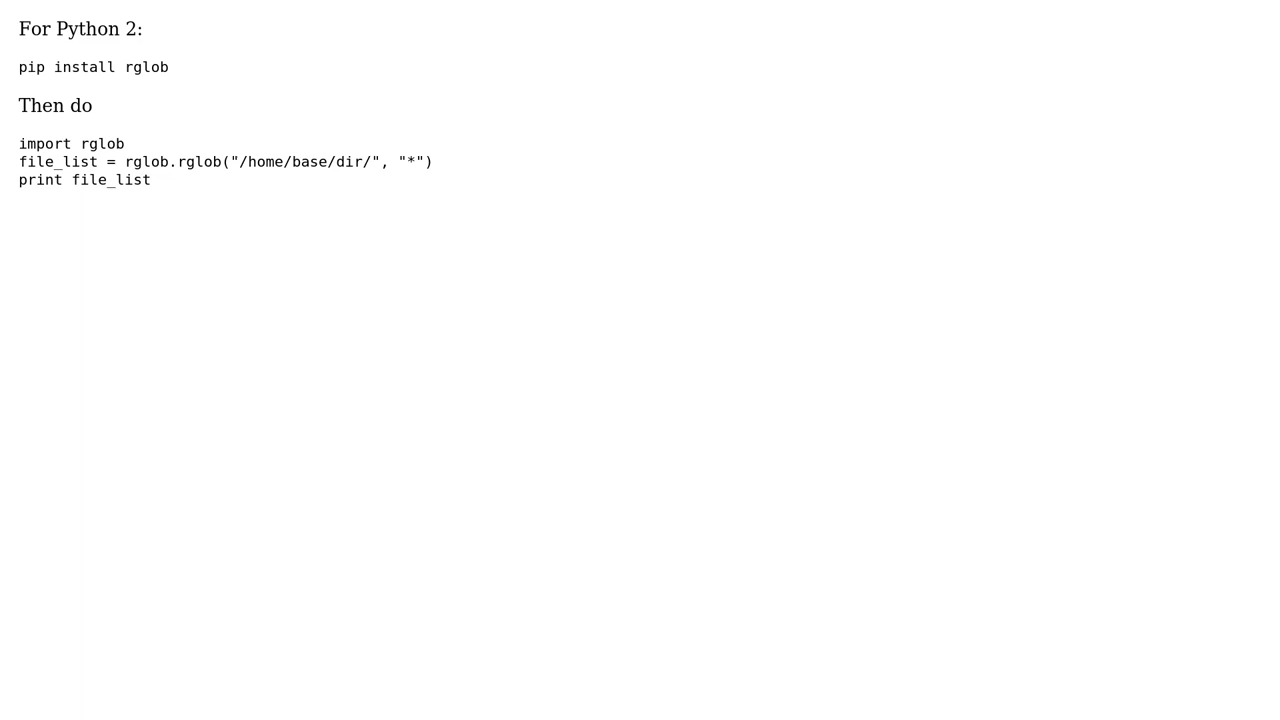 For Python 2:
pip install rglob
Then do
import rglob
file_list = rglob.rglob("/home/base/dir/", "*")
print file_list